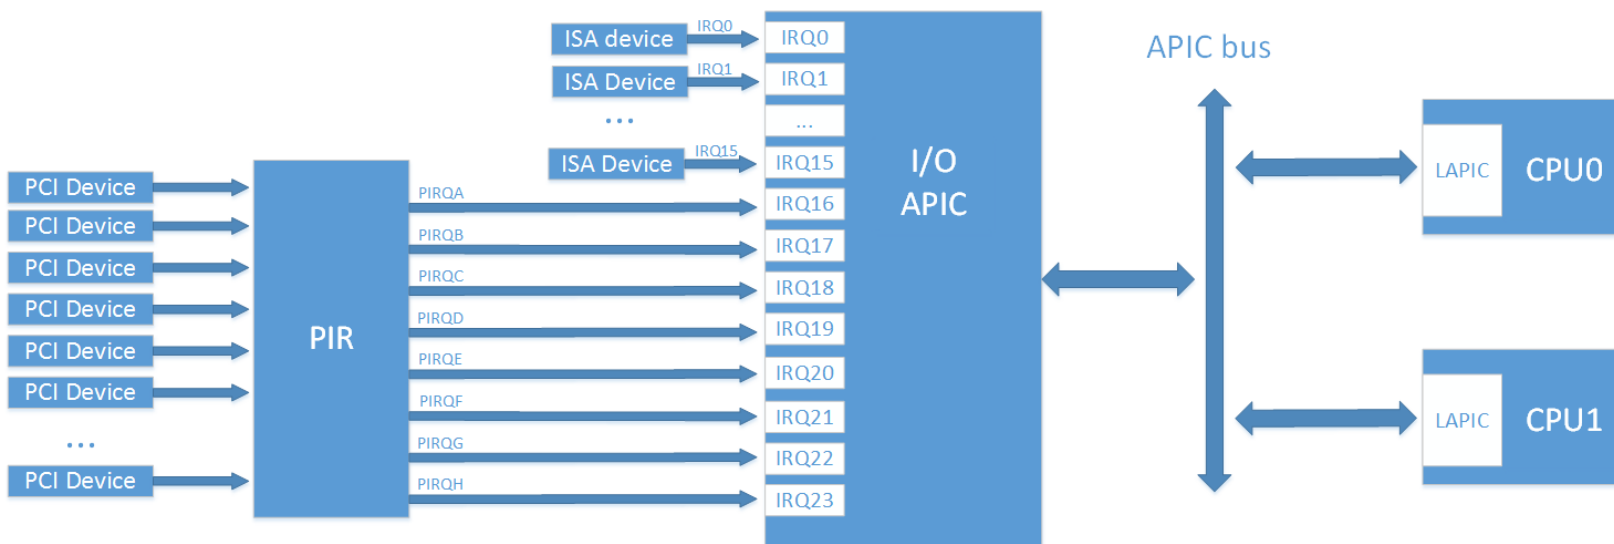 ISA device
IRQ0
IRQ0
ISA Device
IRQ1
IRQ1
...
...
ISA Device
IRQ15
IRQ15
I/O
APIC
APIC bus
LAPIC
CPU0
LAPIC
CPU1
PCI Device
PCI Device
PCI Device
PCI Device
PCI Device
PCI Device
...
PCI Device
PIR
PIRQA
IRQ16
PIRQB
IRQ17
PIRQC
IRQ18
PIRQD
IRQ19
PIRQE
IRQ20
PIRQF
IRQ21
PIRQG
IRQ22
PIRQH
IRQ23